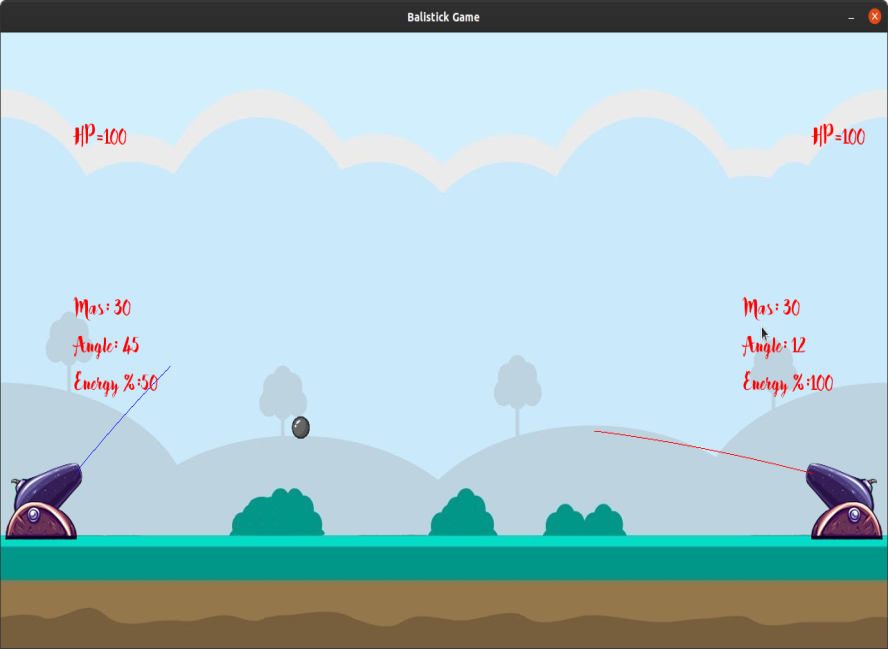 Balistick Game
HP=100
HP=100
Mas: 30
Mas: 30
Angle: 45
Angle: 12
Energy %:50
Energy %:100